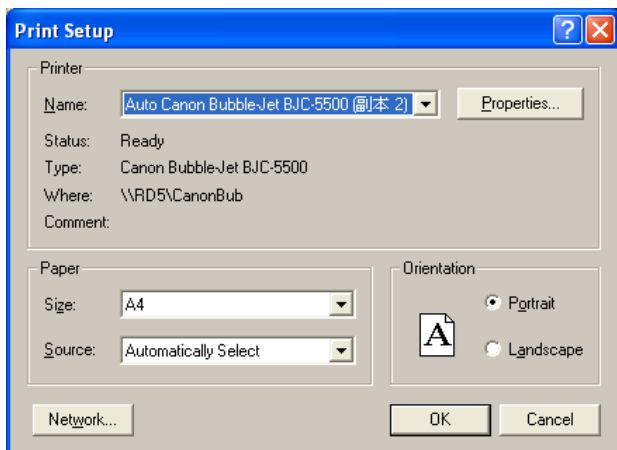 Print Setup
Printer
Name: Auto Canon Bubble-Jet BJC-5500 (副本 2) Properties...
Status: Ready
Type: Canon Bubble-Jet BJC-5500
Where: \\RD5\CanonBub
Comment:
Paper
Size: A4
Source: Automatically Select
Orientation
A
Portrait
Landscape
Network... OK Cancel